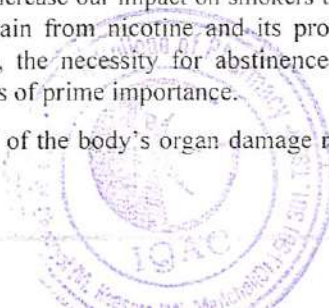 ncrease our impact on smokers
ain from nicotine and its pro
, the necessity for abstinence
s of prime importance.
of the body's organ damage
IQAC